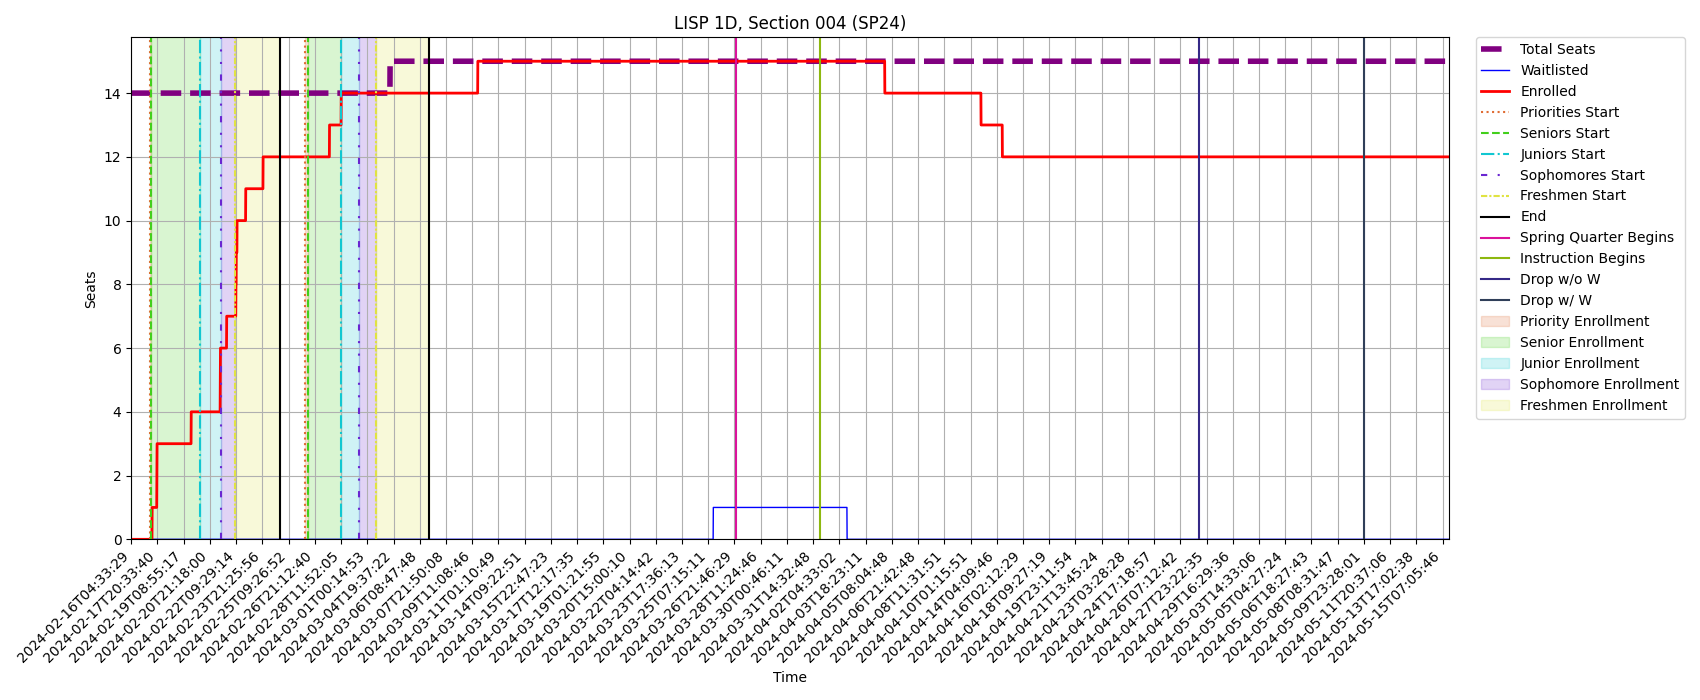 LISP 1D, Section 004 (SP24)
Seats
14
12
10
8
6
4
2
0
2024-02-16T04:33:29
2024-02-17T20:33:40
2024-02-19T08:55:17
2024-02-20T21:18:00
2024-02-22T09:29:14
2024-02-23T21:25:56
2024-02-25T09:26:52
2024-02-26T21:12:40
2024-02-28T11:52:05
2024-03-01T00:14:53
2024-03-04T19:37:22
2024-03-06T08:47:48
2024-03-07T21:50:08
2024-03-09T11:08:46
2024-03-11T01:10:49
2024-03-14T09:22:51
2024-03-15T22:47:23
2024-03-17T12:17:35
2024-03-19T01:21:55
2024-03-20T15:00:10
2024-03-22T04:14:42
2024-03-23T17:36:13
2024-03-25T07:15:11
2024-03-26T21:46:29
2024-03-28T11:24:46
2024-03-30T00:46:11
2024-03-31T14:32:48
2024-04-02T04:33:02
2024-04-03T18:23:11
2024-04-05T08:04:48
2024-04-06T21:42:48
2024-04-08T11:31:51
2024-04-10T01:15:51
2024-04-14T04:09:46
2024-04-16T02:12:29
2024-04-18T09:27:19
2024-04-19T23:11:54
2024-04-21T13:45:24
2024-04-23T03:28:28
2024-04-24T17:18:57
2024-04-26T07:12:42
2024-04-27T23:22:35
2024-04-29T16:29:36
2024-05-03T14:33:06
2024-05-05T04:27:24
2024-05-06T18:27:43
2024-05-08T08:31:47
2024-05-09T23:28:01
2024-05-11T20:37:06
2024-05-13T17:02:38
2024-05-15T07:05:46
Time
Total Seats
Waitlisted
Enrolled
Priorities Start
Seniors Start
Juniors Start
Sophomores Start
Freshmen Start
End
Spring Quarter Begins
Instruction Begins
Drop w/o W
Drop w/ W
Priority Enrollment
Senior Enrollment
Junior Enrollment
Sophomore Enrollment
Freshmen Enrollment